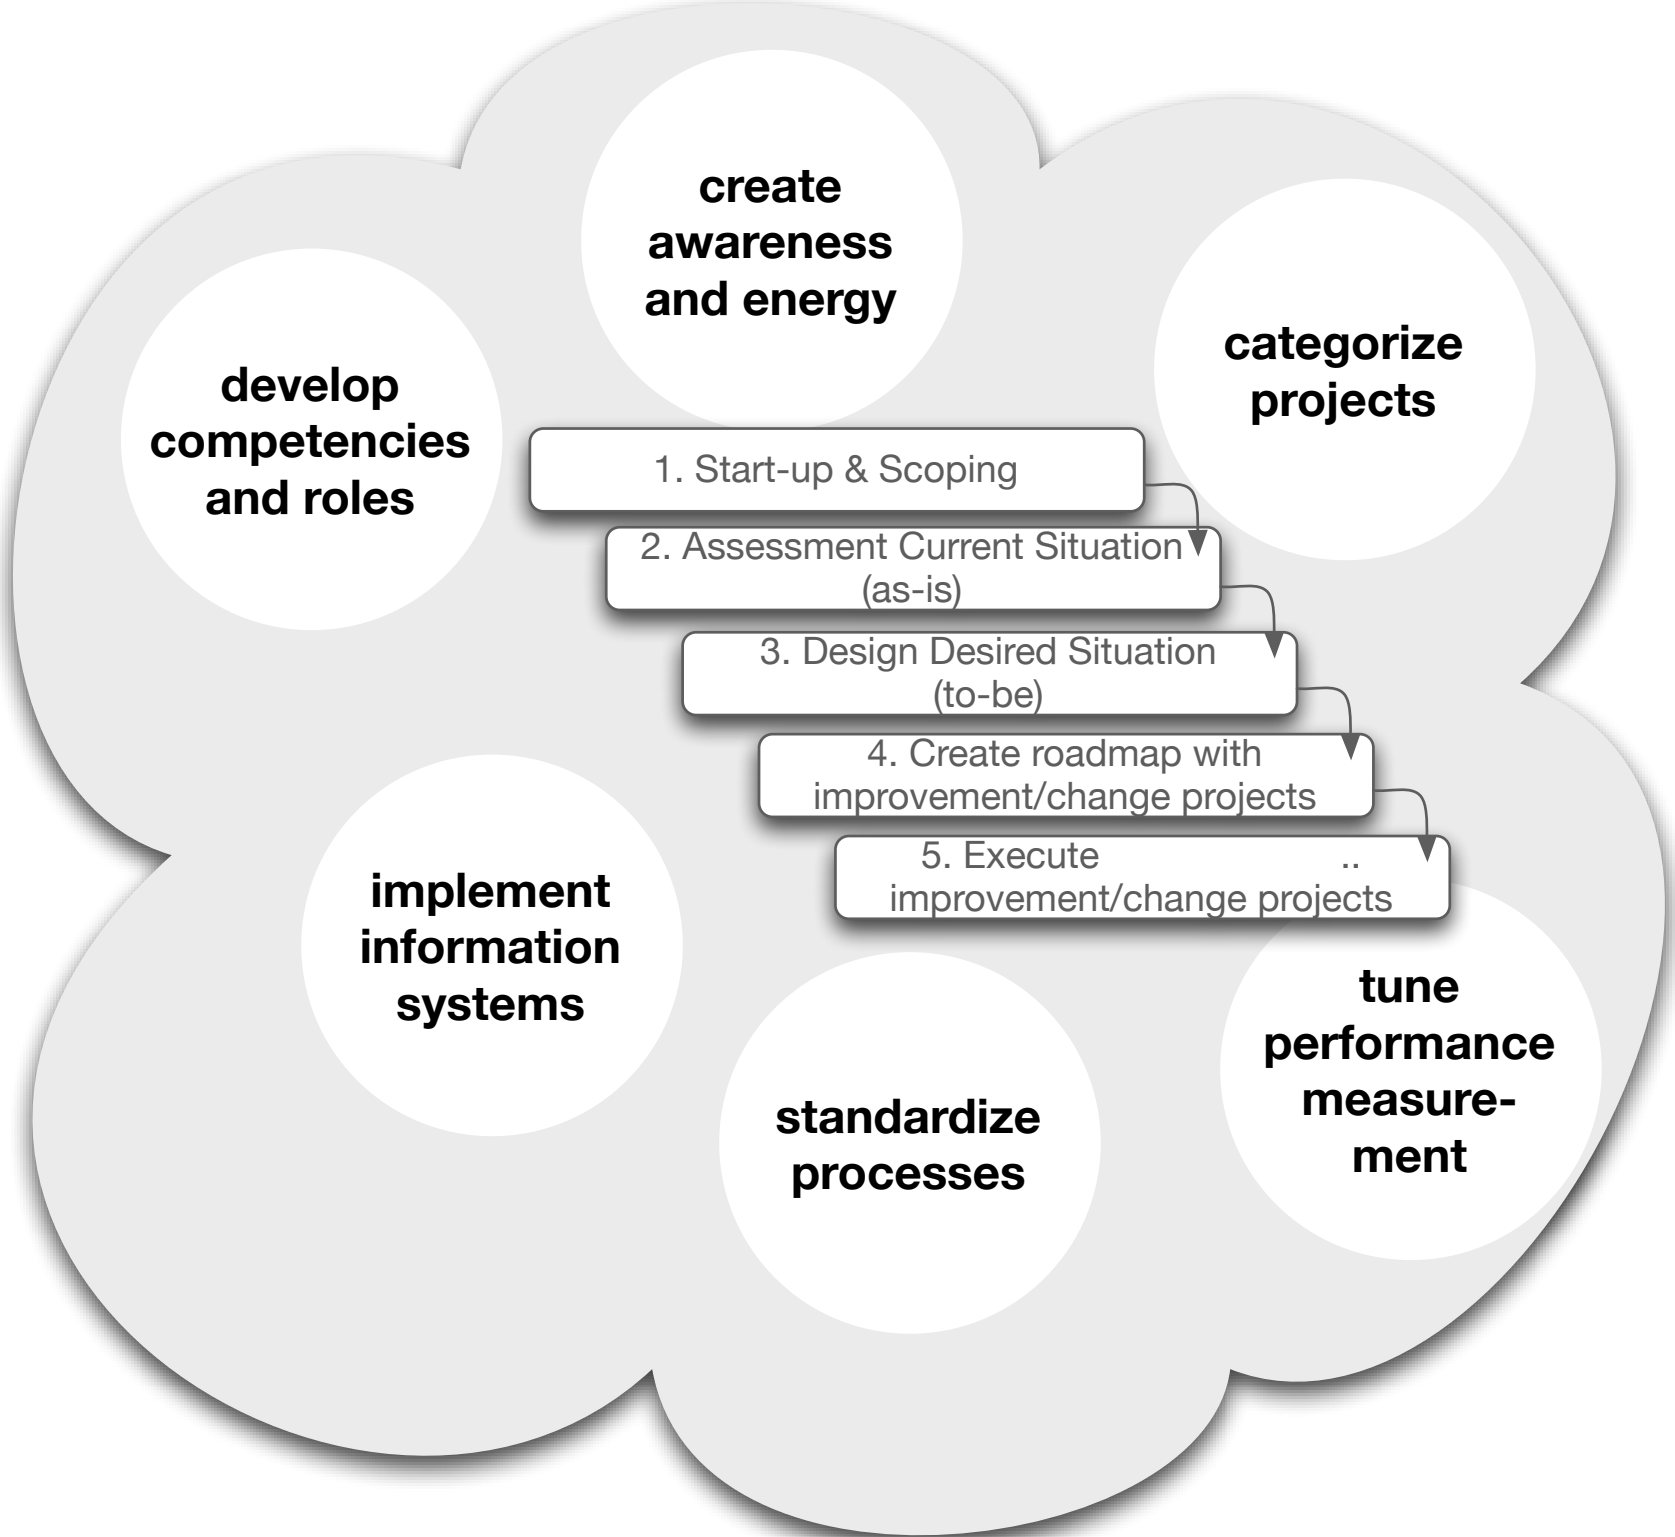 create
awareness
and energy
categorize
projects
develop
competencies
and roles
1. Start-up & Scoping
2. Assessment Current Situation
(as-is)
3. Design Desired Situation
(to-be)
4. Create roadmap with
improvement/change projects
5. Execute ..
improvement/change projects
implement
information
systems
tune
performance
measure-
ment
standardize
processes